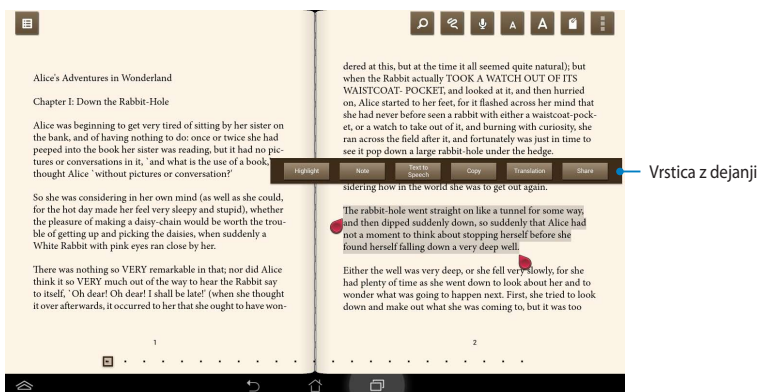 Alice's Adventures in Wonderland
Chapter I: Down the Rabbit-Hole
Alice was beginning to get very tired of sitting by her sister on
the bank, and of having nothing to do: once or twice she had
peeped into the book her sister was reading, but it had no pic-
tures or conversations in it, `and what is the use of a book,'
thought Alice `without pictures or conversation?'
So she was considering in her own mind (as well as she could,
for the hot day made her feel very sleepy and stupid), whether
the pleasure of making a daisy-chain would be worth the trou-
ble of getting up and picking the daisies, when suddenly a
White Rabbit with pink eyes ran close by her.
There was nothing so VERY remarkable in that; nor did Alice
think it so VERY much out of the way to hear the Rabbit say
to itself, `Oh dear! Oh dear! I shall be late!' (when she thought
it over afterwards, it occurred to her that she ought to have won-
1
A A
dered at this, but at the time it all seemed quite natural); but
when the Rabbit actually TOOK A WATCH OUT OF ITS
WAISTCOAT- POCKET, and looked at it, and then hurried
on, Alice started to her feet, for it flashed across her mind that
she had never before seen a rabbit with either a waistcoat-pock-
et, or a watch to take out of it, and burning with curiosity, she
ran across the field after it, and fortunately was just in time to
see it pop down a large rabbit-hole under the hedge.
Highlight Note Text to Speech Copy Translation Share
Vrstica z dejanji
sidering how in the world she was to get out again.
The rabbit-hole went straight on like a tunnel for some way,
and then dipped suddenly down, so suddenly that Alice had
not a moment to think about stopping herself before she
found herself falling down a very deep well.
Either the well was very deep, or she fell very slowly, for she
had plenty of time as she went down to look about her and to
wonder what was going to happen next. First, she tried to look
down and make out what she was coming to, but it was too
2